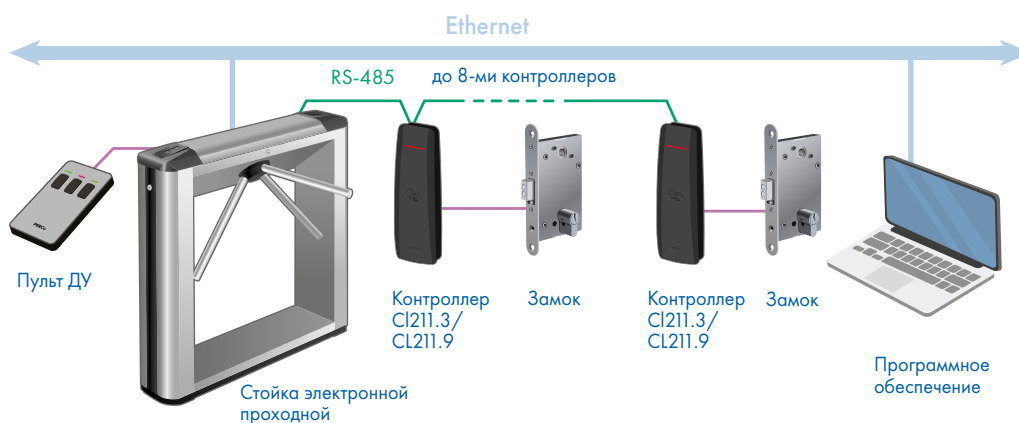 Ethernet
RS-485
до 8-ми контроллеров
PERCo
Пульт ДУ
Контроллер
Cl211.3/
CL211.9
Замок
Контроллер
Cl211.3/
CL211.9
Замок
Стойка электронной
проходной
Программное
обеспечение